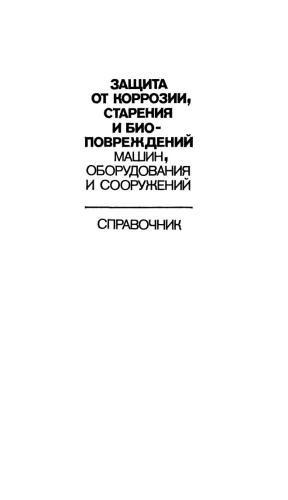 ЗАЩИТА
ОТ КОРРОЗИИ,
СТАРЕНИЯ
И БИО-
ПОВРЕЖДЕНИЙ
МАШИН,
ОБОРУДОВАНИЯ
И СООРУЖЕНИЙ
СПРАВОЧНИК